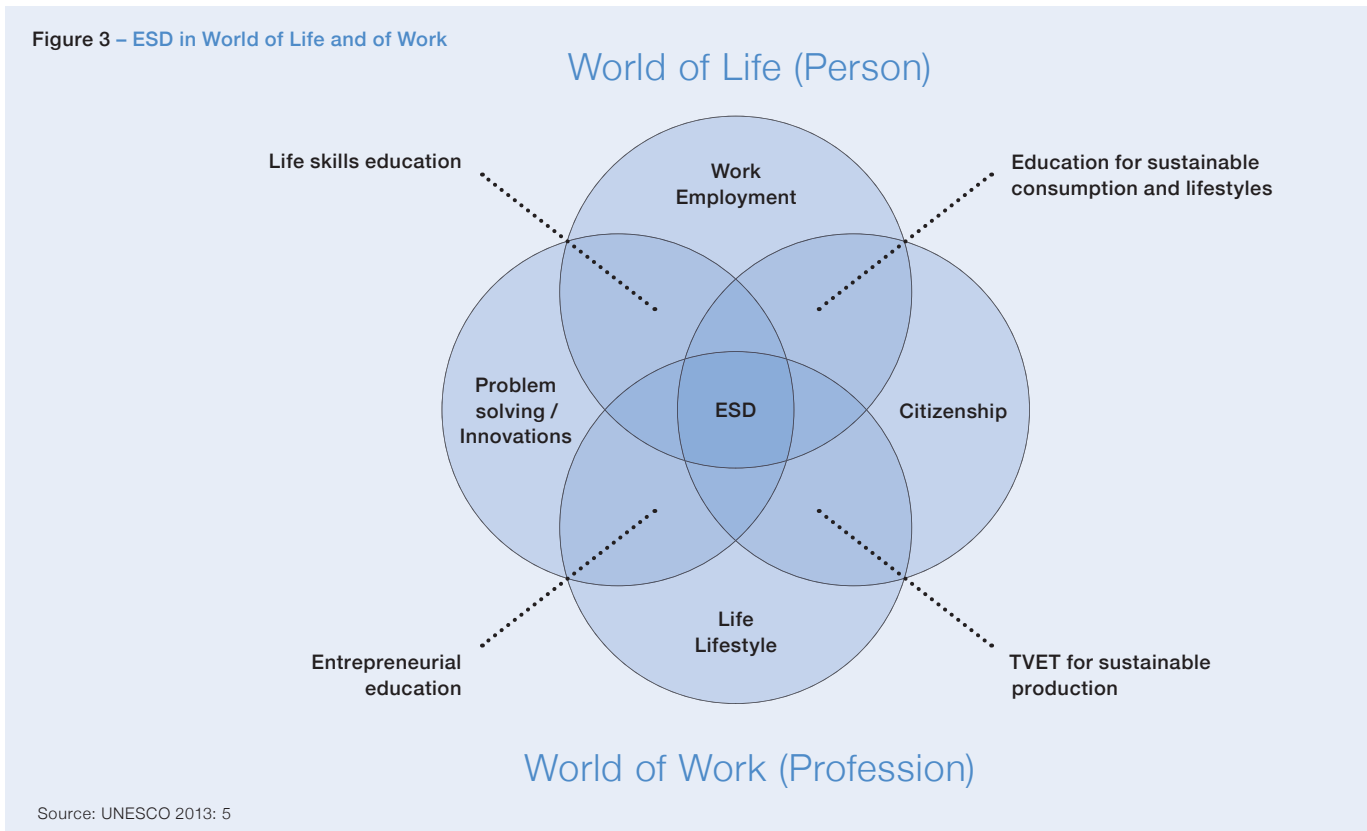 Figure 3 – ESD in World of Life and of Work
World of Life (Person)
Life skills education
Education for sustainable
consumption and lifestyles
Work
Employment
Problem
solving /
Innovations
ESD
Citizenship
Life
Lifestyle
Entrepreneurial
education
TVET for sustainable
production
World of Work (Profession)
Source: UNESCO 2013: 5